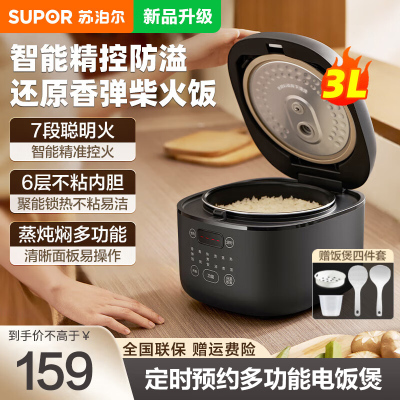 SUPOR 苏泊尔 新品升级
智能精控防溢
还原香弹柴火饭
3L
7段聪明火
智能精准控火
6层不粘内胆
聚能锁热不粘易洁
蒸炖焖多功能
清晰面板易操作
赠饭煲四件套
到手价不高于¥
159
全国联保 赠运费险
定时预约多功能电饭煲